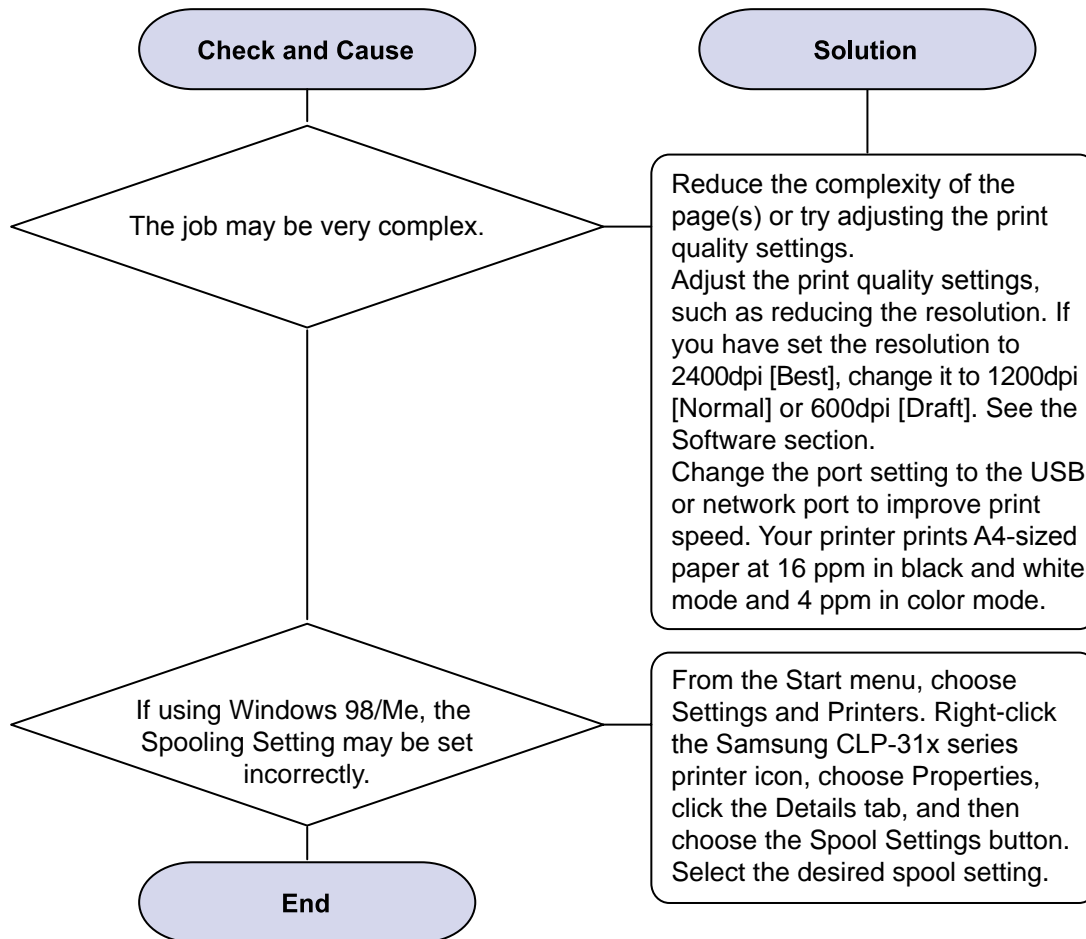 Check and Cause
Solution
The job may be very complex.
Reduce the complexity of the
page(s) or try adjusting the print
quality settings.
Adjust the print quality settings,
such as reducing the resolution. If
you have set the resolution to
2400dpi [Best], change it to 1200dpi
[Normal] or 600dpi [Draft]. See the
Software section.
Change the port setting to the USB
or network port to improve print
speed. Your printer prints A4-sized
paper at 16 ppm in black and white
mode and 4 ppm in color mode.
If using Windows 98/Me, the
Spooling Setting may be set
incorrectly.
From the Start menu, choose
Settings and Printers. Right-click
the Samsung CLP-31x series
printer icon, choose Properties,
click the Details tab, and then
choose the Spool Settings button.
Select the desired spool setting.
End